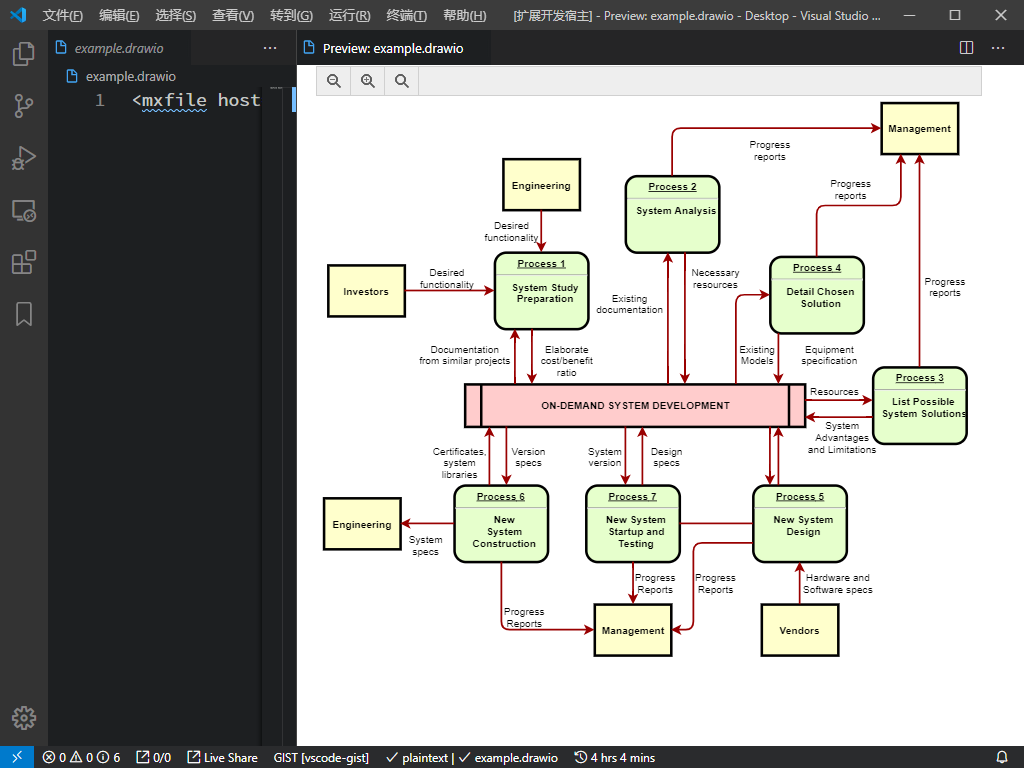 文件(F) 编辑(E) 选择(S) 查看(V) 转到(G) 运行(R) 终端(T) 帮助(H) [扩展开发宿主] - Preview: example.drawio - Desktop - Visual Studio ...
example.drawio
Preview: example.drawio
example.drawio
1 <mxfile host
Management
Progress
reports
Engineering
Process 2
System Analysis
Progress
reports
Desired
functionality
Process 1
System Study
Preparation
Investors
Desired
functionality
Existing
documentation
Necessary
resources
Process 4
Detail Chosen
Solution
Progress
reports
Documentation
from similar projects
Elaborate
cost/benefit
ratio
Existing
Models
Equipment
specification
Process 3
List Possible
System Solutions
Resources
ON-DEMAND SYSTEM DEVELOPMENT
System
Advantages
and Limitations
Certificates,
system
libraries
Version
specs
System
version
Design
specs
Process 6
New
System
Construction
Process 7
New System
Startup and
Testing
Process 5
New System
Design
Engineering
System
specs
Progress
Reports
Progress
Reports
Hardware and
Software specs
Progress
Reports
Management
Vendors
0 0 6 0/0 Live Share GIST [vscode-gist] plaintext | example.drawio 4 hrs 4 mins